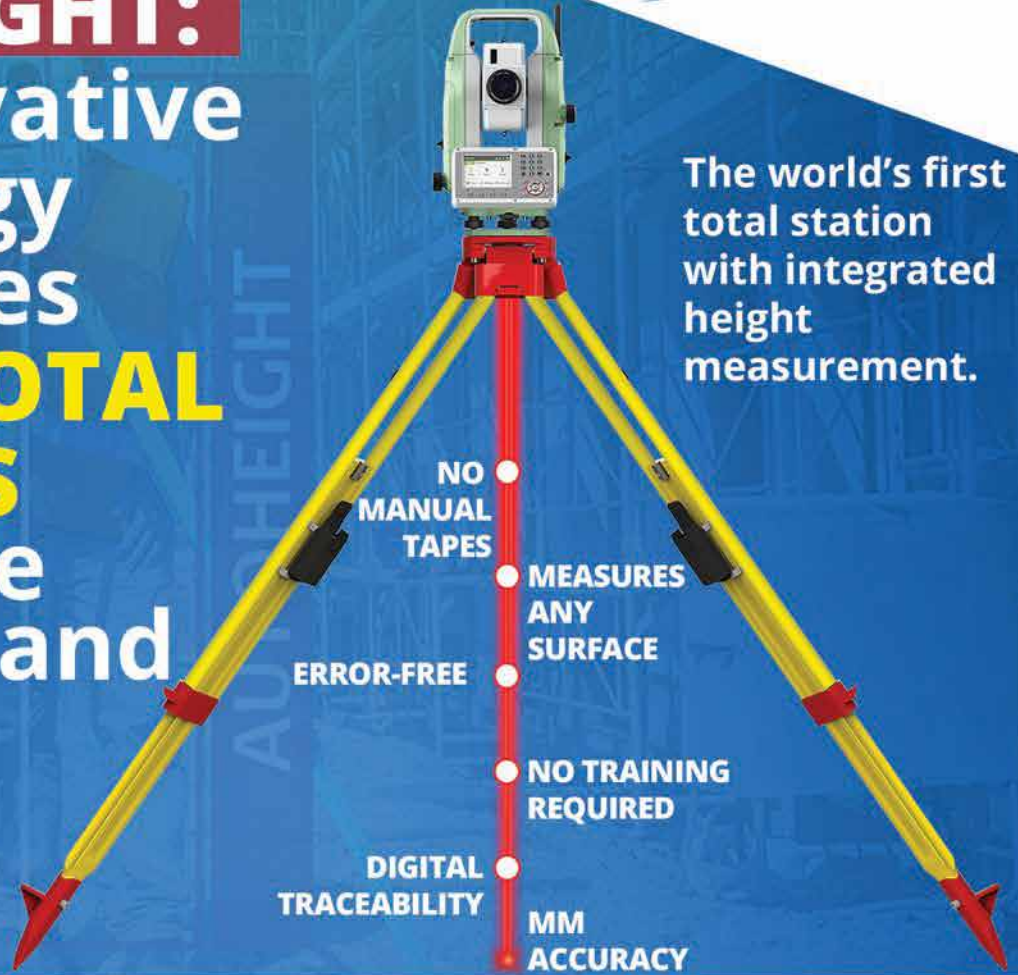 GHT:
vative
gy
es
OTAL
S
e
and
AUTOHEIGHT
The world's first
total station
with integrated
height
measurement.
NO
MANUAL
TAPES
MEASURES
ANY
SURFACE
ERROR-FREE
NO TRAINING
REQUIRED
DIGITAL
TRACEABILITY
MM
ACCURACY